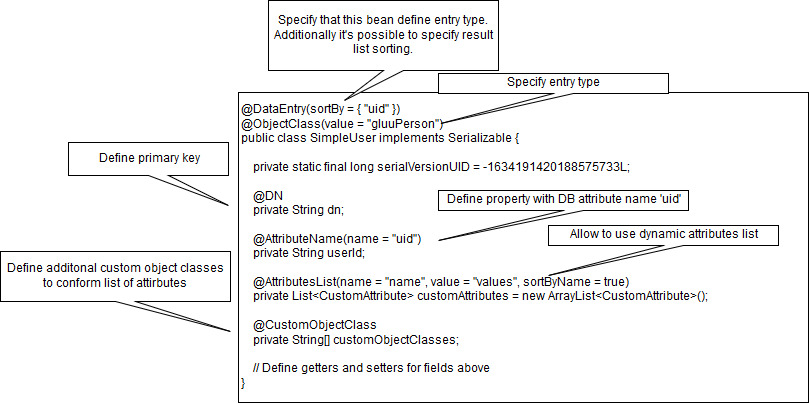 Specify that this bean define entry type.
Additionally it's possible to specify result
list sorting.
Specify entry type
@DataEntry(sortBy = { "uid" })
@ObjectClass(value = "gluuPerson")
public class SimpleUser implements Serializable {
Define primary key
private static final long serialVersionUID = -1634191420188575733L;
@DN
private String dn;
Define property with DB attribute name 'uid'
@AttributeName(name = "uid")
private String userId;
Allow to use dynamic attributes list
Define additonal custom object classes
to conform list of attirbutes
@AttributesList(name = "name", value = "values", sortByName = true)
private List<CustomAttribute> customAttributes = new ArrayList<CustomAttribute>();
@CustomObjectClass
private String[] customObjectClasses;
// Define getters and setters for fields above
}